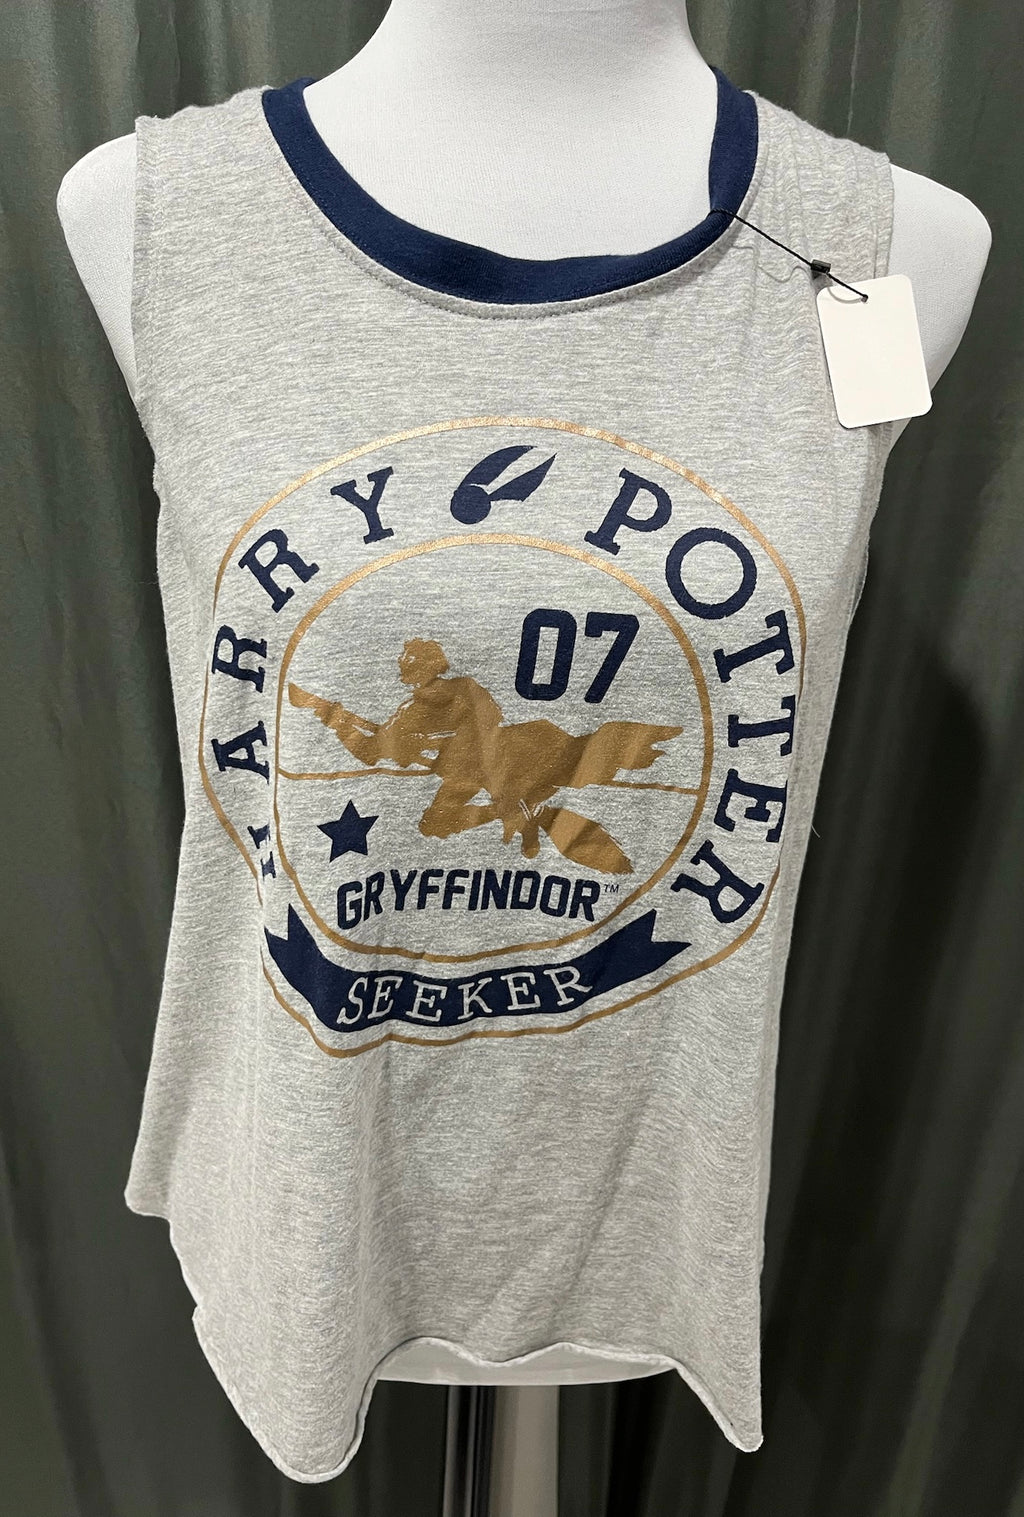 HARRY POTTER
07
GRYFFINDOR™
SEEKER